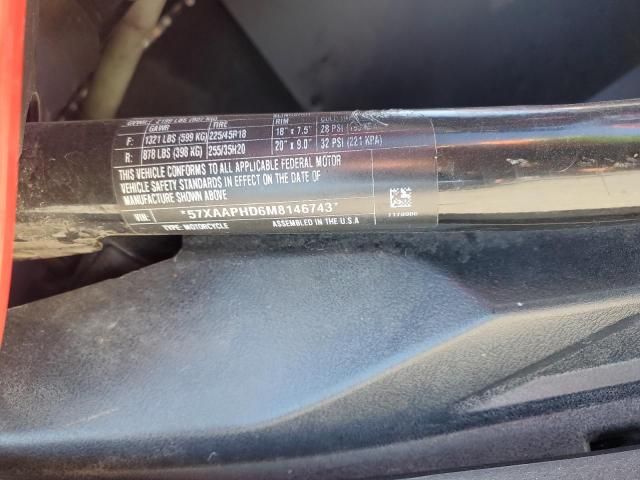 GAWR TIRE RIM
F: 1321 LBS (599 KG) 225/45R18 18" x 7.5" 28 PSI
R: 878 LBS (398 KG) 255/35R20 20" x 9.0" 32 PSI (221 KPA)
THIS VEHICLE CONFORMS TO ALL APPLICABLE FEDERAL MOTOR
VEHICLE SAFETY STANDARDS IN EFFECT ON THE DATE OF
MANUFACTURE SHOWN ABOVE
VIN: *57XAAPHD6M8146743*
TYPE: MOTORCYCLE ASSEMBLED IN THE U.S.A